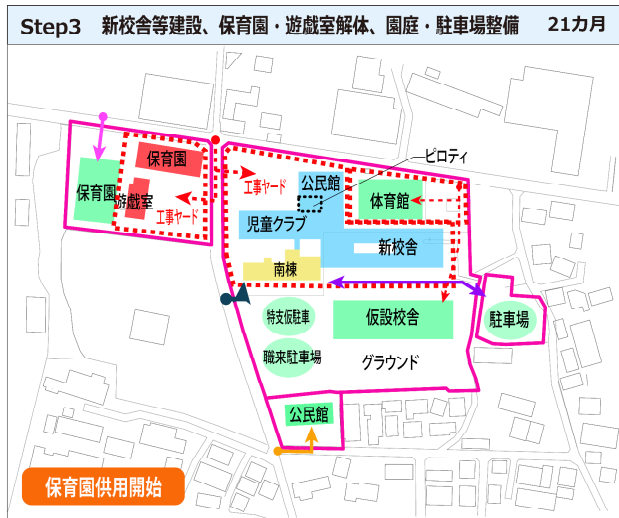 Step3 新校舎等建設、保育園・遊戯室解体、園庭・駐車場整備 21カ月
ピロティ
保育園
保育園
遊戯室
工事ヤード
工事ヤード
公民館
体育館
児童クラブ
新校舎
南棟
特支仮駐車
仮設校舎
駐車場
職来駐車場
グラウンド
公民館
保育園供用開始